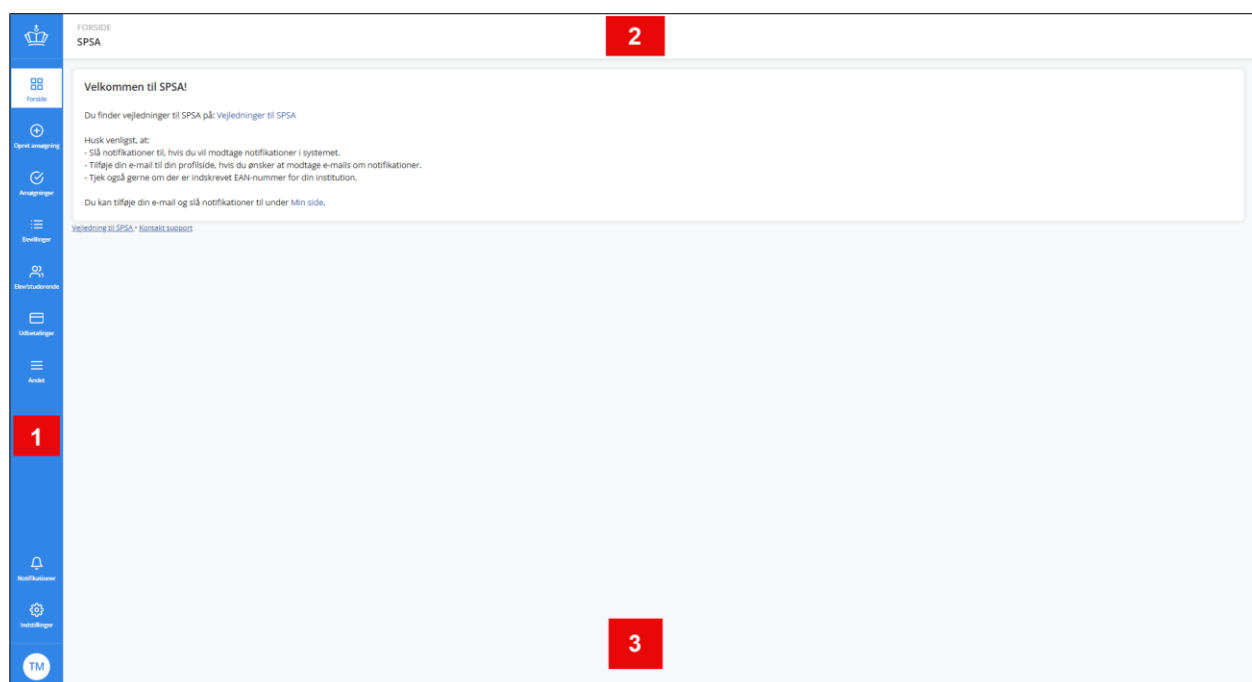 FORSIDE
SPSA
2
Forside
Opret ansøgning
Ansøgninger
Bevillinger
Elev/studerende
Udbetalinger
Andet
1
Notifikationer
Indstillinger
TM
Velkommen til SPSA!
Du finder vejledninger til SPSA på: Vejledninger til SPSA
Husk venligst, at:
- Slå notifikationer til, hvis du vil modtage notifikationer i systemet.
- Tilføje din e-mail til din profilside, hvis du ønsker at modtage e-mails om notifikationer.
- Tjek også gerne om der er indskrevet EAN-nummer for din institution.
Du kan tilføje din e-mail og slå notifikationer til under Min side.
Vejledning til SPSA • Kontakt support
3